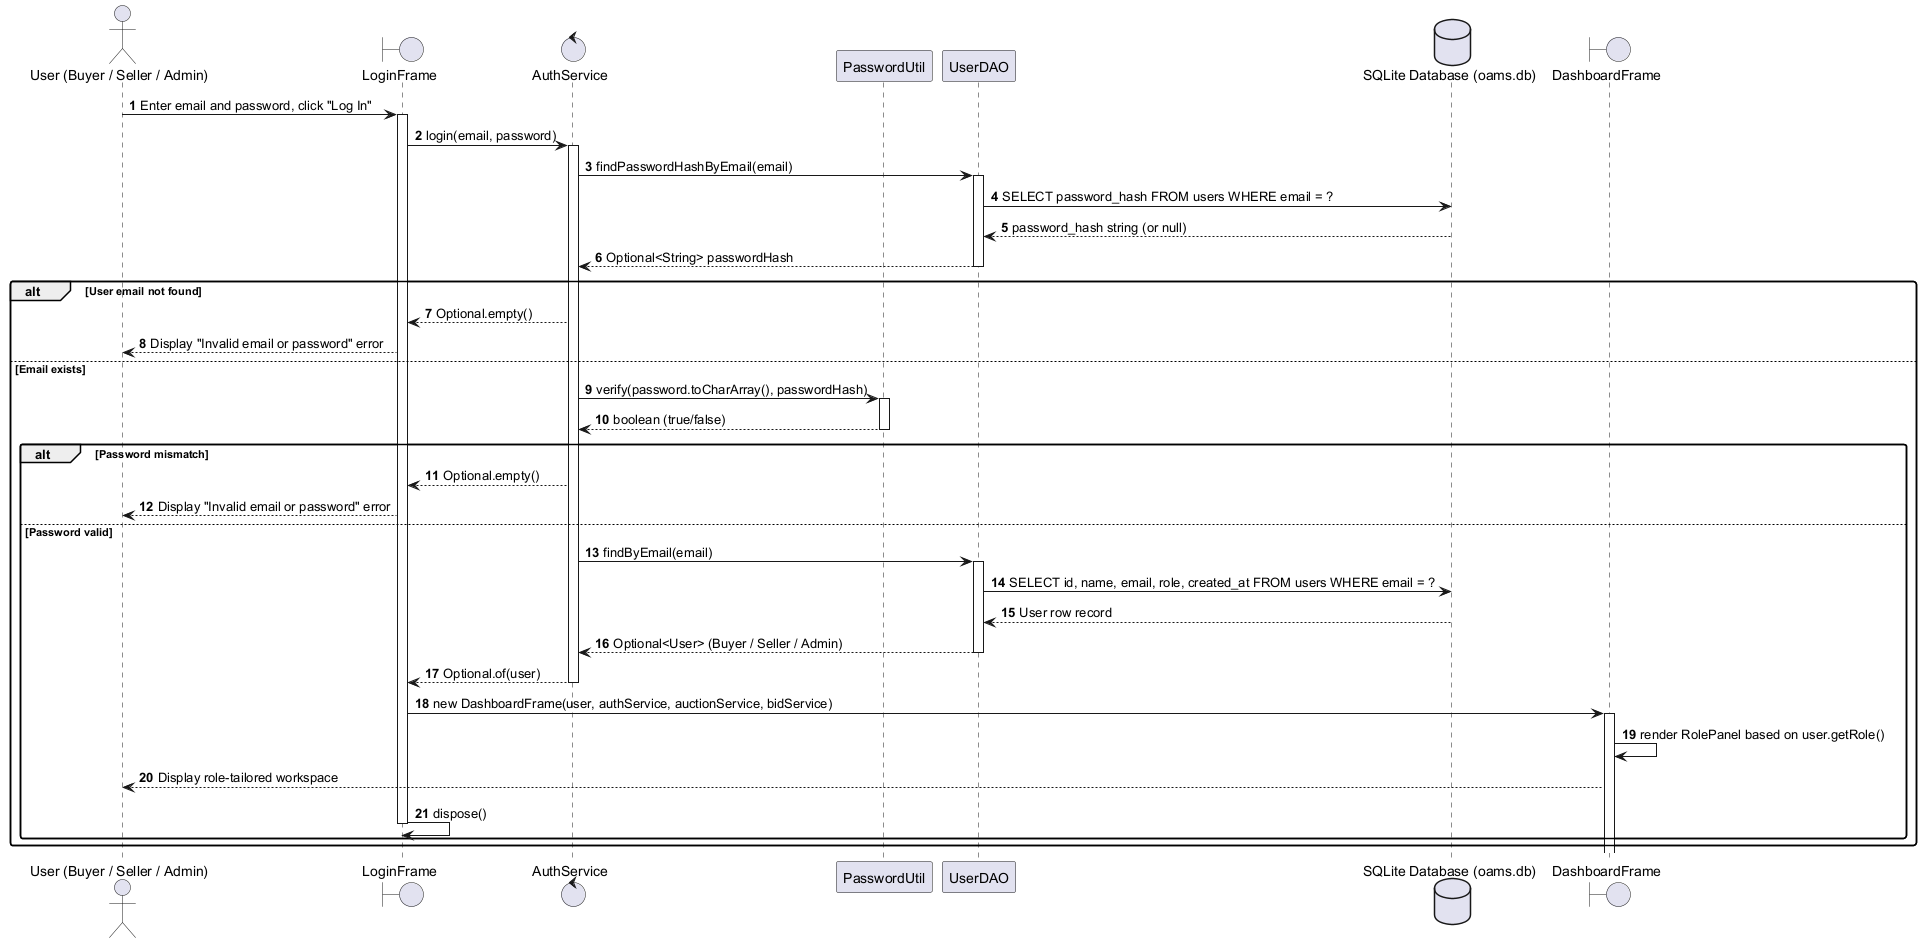 User (Buyer / Seller / Admin)
LoginFrame
AuthService
PasswordUtil
UserDAO
SQLite Database (oams.db)
DashboardFrame
1 Enter email and password, click "Log In"
2 login(email, password)
3 findPasswordHashByEmail(email)
4 SELECT password_hash FROM users WHERE email = ?
5 password_hash string (or null)
6 Optional<String> passwordHash
alt [User email not found]
7 Optional.empty()
8 Display "Invalid email or password" error
[Email exists]
9 verify(password.toCharArray(), passwordHash)
10 boolean (true/false)
alt [Password mismatch]
11 Optional.empty()
12 Display "Invalid email or password" error
[Password valid]
13 findByEmail(email)
14 SELECT id, name, email, role, created_at FROM users WHERE email = ?
15 User row record
16 Optional<User> (Buyer / Seller / Admin)
17 Optional.of(user)
18 new DashboardFrame(user, authService, auctionService, bidService)
19 render RolePanel based on user.getRole()
20 Display role-tailored workspace
21 dispose()
User (Buyer / Seller / Admin)
LoginFrame
AuthService
PasswordUtil
UserDAO
SQLite Database (oams.db)
DashboardFrame